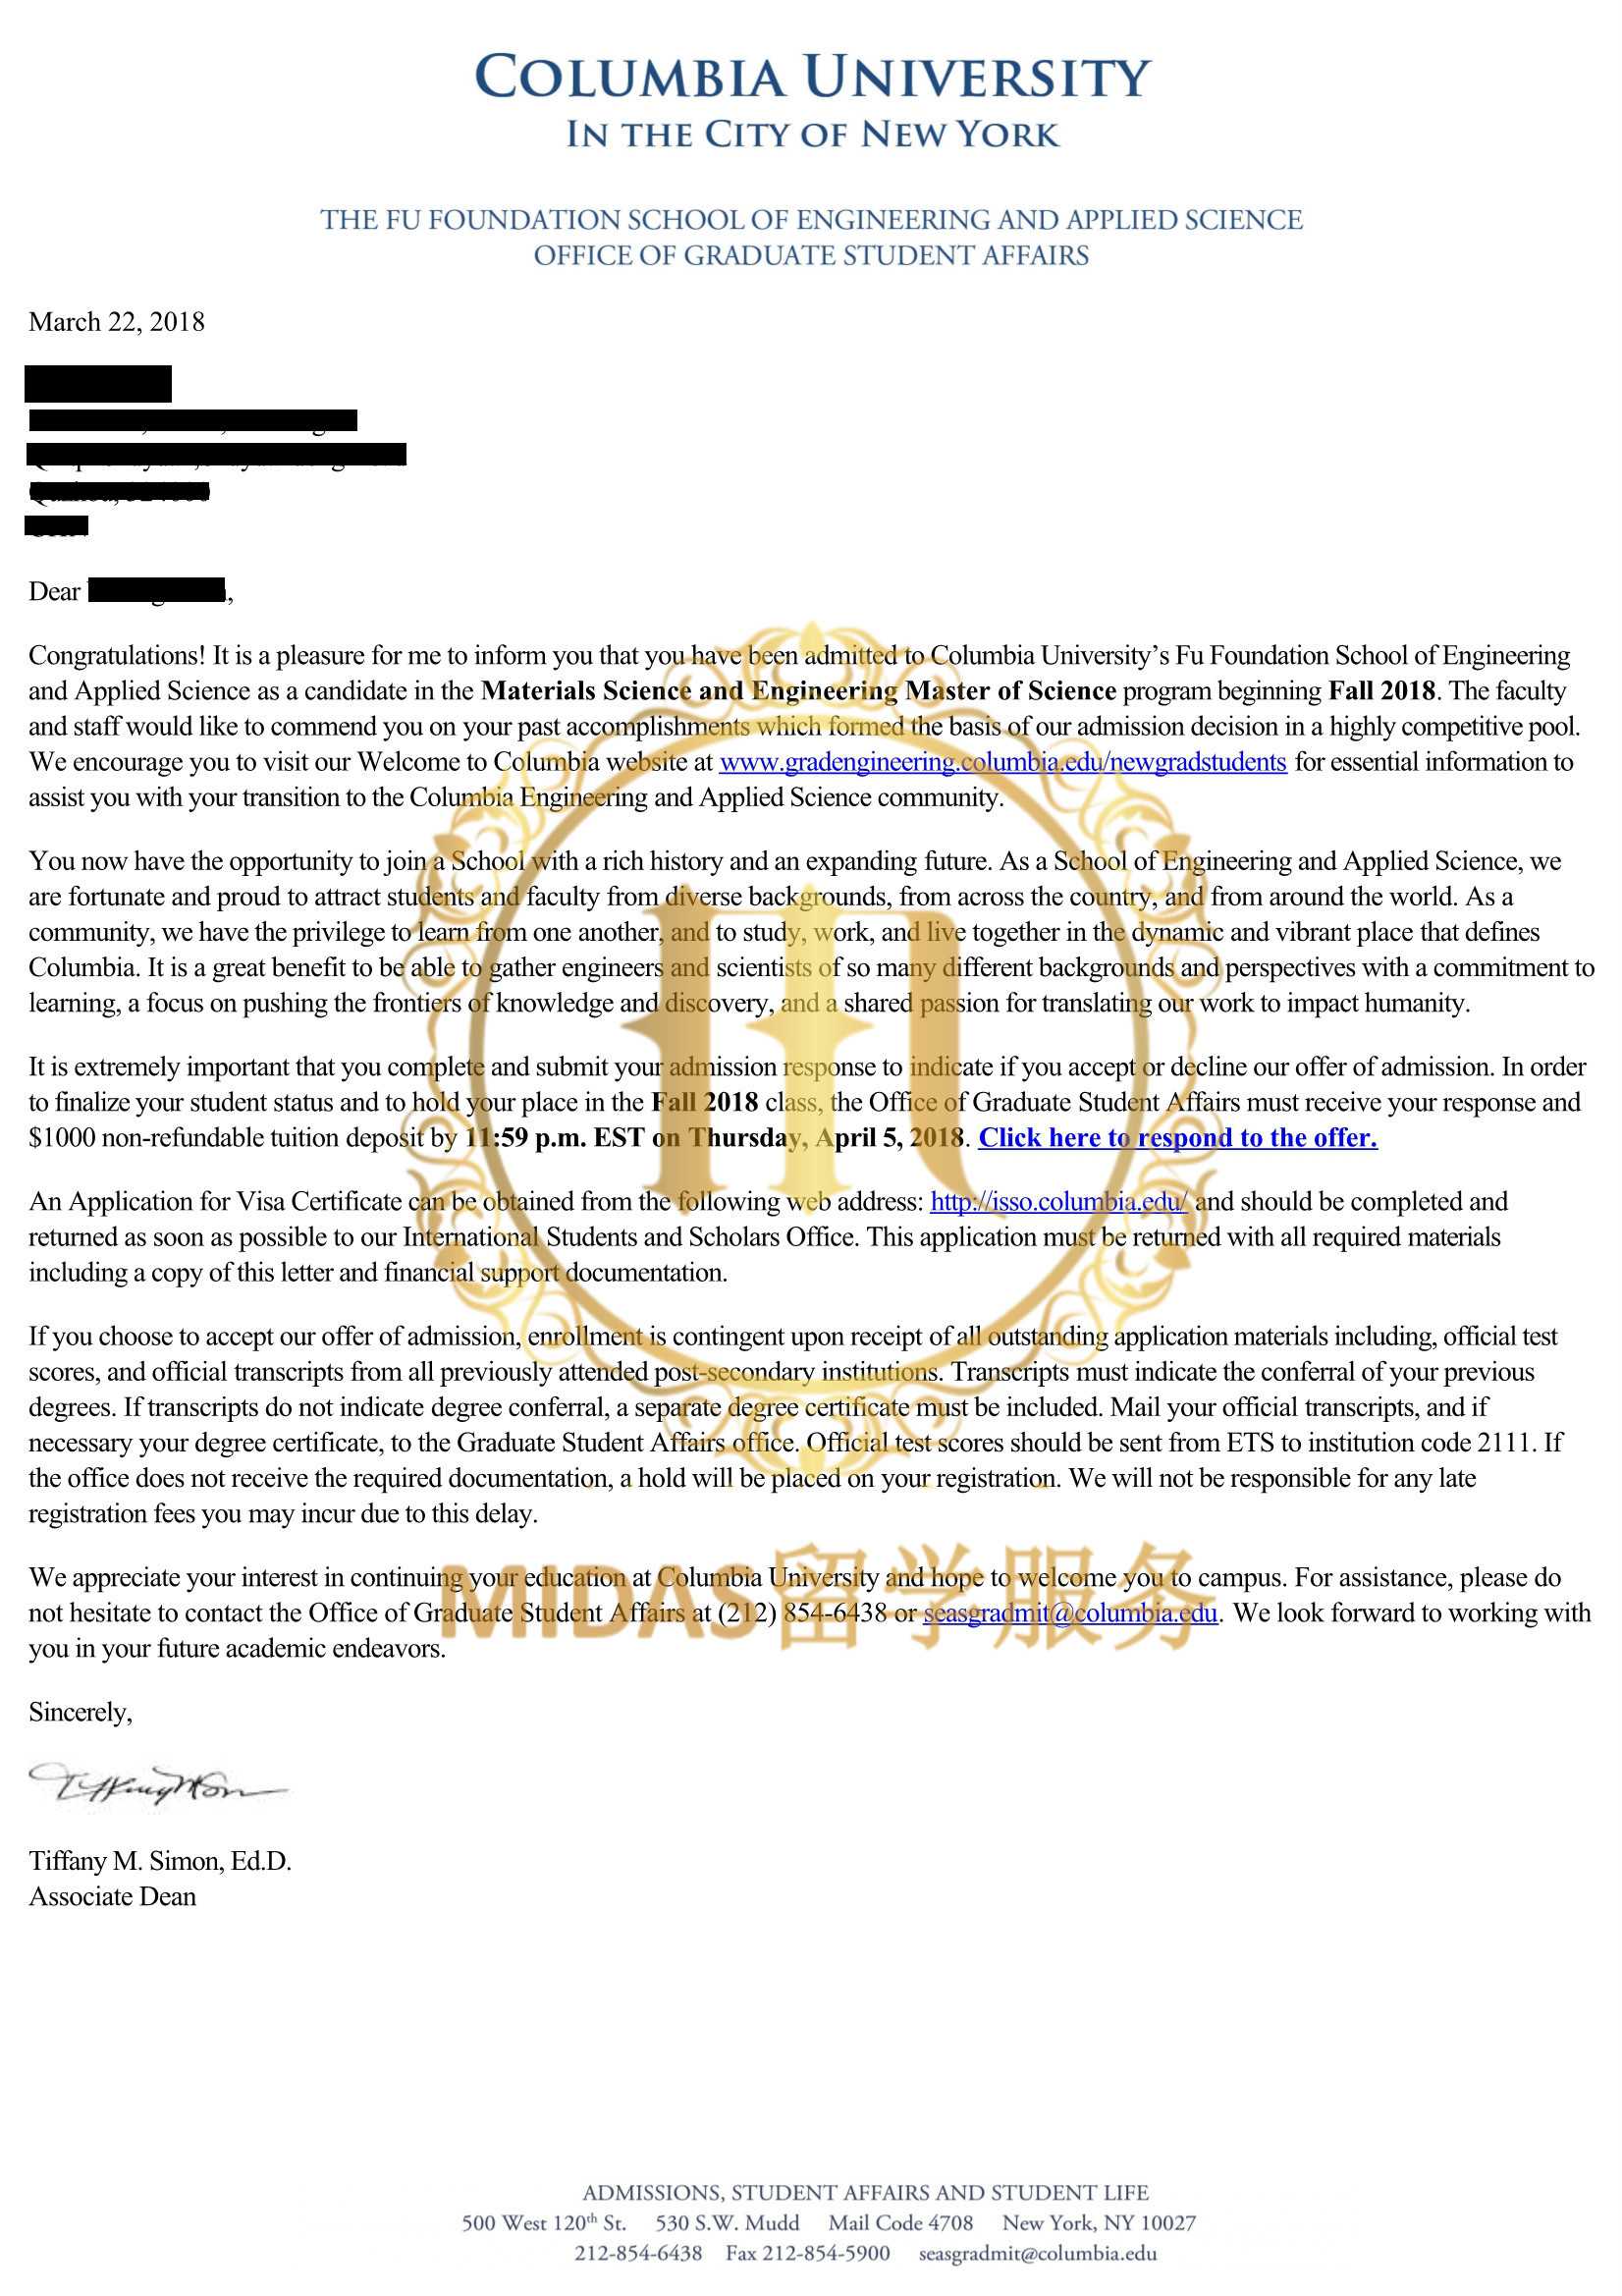 COLUMBIA UNIVERSITY
IN THE CITY OF NEW YORK
THE FU FOUNDATION SCHOOL OF ENGINEERING AND APPLIED SCIENCE
OFFICE OF GRADUATE STUDENT AFFAIRS
March 22, 2018
Dear ,
Congratulations! It is a pleasure for me to inform you that you have been admitted to Columbia University’s Fu Foundation School of Engineering
and Applied Science as a candidate in the Materials Science and Engineering Master of Science program beginning Fall 2018. The faculty
and staff would like to commend you on your past accomplishments which formed the basis of our admission decision in a highly competitive pool.
We encourage you to visit our Welcome to Columbia website at www.gradengineering.columbia.edu/newgradstudents for essential information to
assist you with your transition to the Columbia Engineering and Applied Science community.
You now have the opportunity to join a School with a rich history and an expanding future. As a School of Engineering and Applied Science, we
are fortunate and proud to attract students and faculty from diverse backgrounds, from across the country, and from around the world. As a
community, we have the privilege to learn from one another, and to study, work, and live together in the dynamic and vibrant place that defines
Columbia. It is a great benefit to be able to gather engineers and scientists of so many different backgrounds and perspectives with a commitment to
learning, a focus on pushing the frontiers of knowledge and discovery, and a shared passion for translating our work to impact humanity.
It is extremely important that you complete and submit your admission response to indicate if you accept or decline our offer of admission. In order
to finalize your student status and to hold your place in the Fall 2018 class, the Office of Graduate Student Affairs must receive your response and
$1000 non-refundable tuition deposit by 11:59 p.m. EST on Thursday, April 5, 2018. Click here to respond to the offer.
An Application for Visa Certificate can be obtained from the following web address: http://isso.columbia.edu/ and should be completed and
returned as soon as possible to our International Students and Scholars Office. This application must be returned with all required materials
including a copy of this letter and financial support documentation.
If you choose to accept our offer of admission, enrollment is contingent upon receipt of all outstanding application materials including, official test
scores, and official transcripts from all previously attended post-secondary institutions. Transcripts must indicate the conferral of your previous
degrees. If transcripts do not indicate degree conferral, a separate degree certificate must be included. Mail your official transcripts, and if
necessary your degree certificate, to the Graduate Student Affairs office. Official test scores should be sent from ETS to institution code 2111. If
the office does not receive the required documentation, a hold will be placed on your registration. We will not be responsible for any late
registration fees you may incur due to this delay.
MIDAS留学服务
We appreciate your interest in continuing your education at Columbia University and hope to welcome you to campus. For assistance, please do
not hesitate to contact the Office of Graduate Student Affairs at (212) 854-6438 or seasgradmit@columbia.edu. We look forward to working with
you in your future academic endeavors.
Sincerely,
Tiffany M. Simon, Ed.D.
Associate Dean
ADMISSIONS, STUDENT AFFAIRS AND STUDENT LIFE
500 West 120th St. 530 S.W. Mudd Mail Code 4708 New York, NY 10027
212-854-6438 Fax 212-854-5900 seasgradmit@columbia.edu